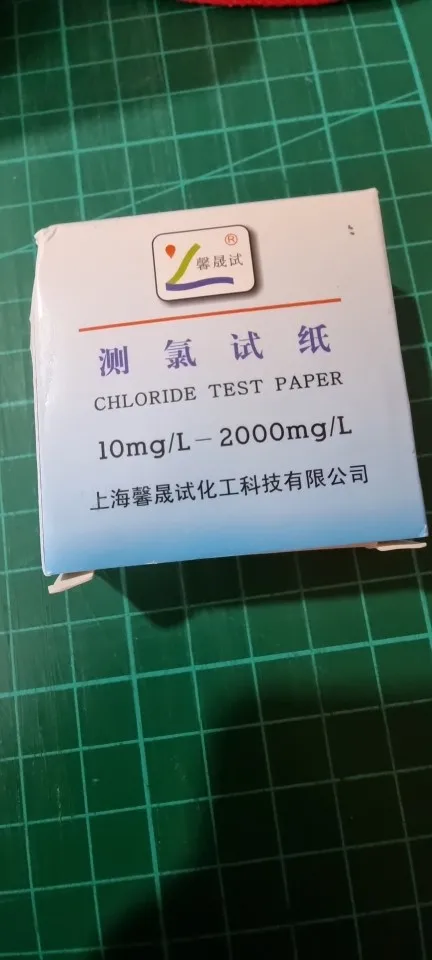 馨晟试 ®
测氯试纸
CHLORIDE TEST PAPER
10mg/L－2000mg/L
上海馨晟试化工科技有限公司